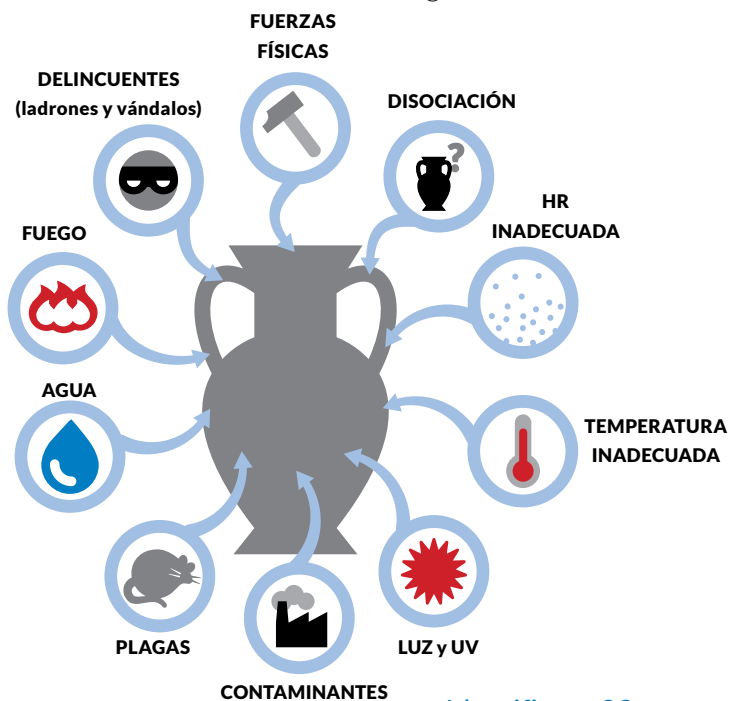 FUERZAS
FÍSICAS
DELINCUENTES
(ladrones y vándalos)
DISOCIACIÓN
?
HR
INADECUADA
FUEGO
AGUA
TEMPERATURA
INADECUADA
PLAGAS
LUZ y UV
CONTAMINANTES